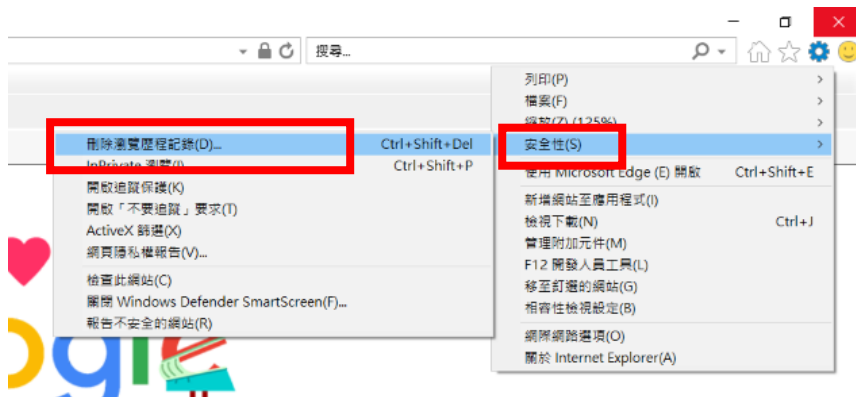 搜尋...
列印(P)
檔案(F)
縮放(Z) (125%)
安全性(S)
使用 Microsoft Edge (E) 開啟 Ctrl+Shift+E
新增網站至應用程式(I)
檢視下載(N) Ctrl+J
管理附加元件(M)
F12 開發人員工具(L)
移至釘選的網站(G)
相容性檢視設定(B)
網際網路選項(O)
關於 Internet Explorer(A)
刪除瀏覽歷程記錄(D)... Ctrl+Shift+Del
InPrivate 瀏覽(I) Ctrl+Shift+P
開啟追蹤保護(K)
開啟「不要追蹤」要求(T)
ActiveX 篩選(X)
網頁隱私權報告(V)...
檢查此網站(C)
關閉 Windows Defender SmartScreen(F)...
報告不安全的網站(R)